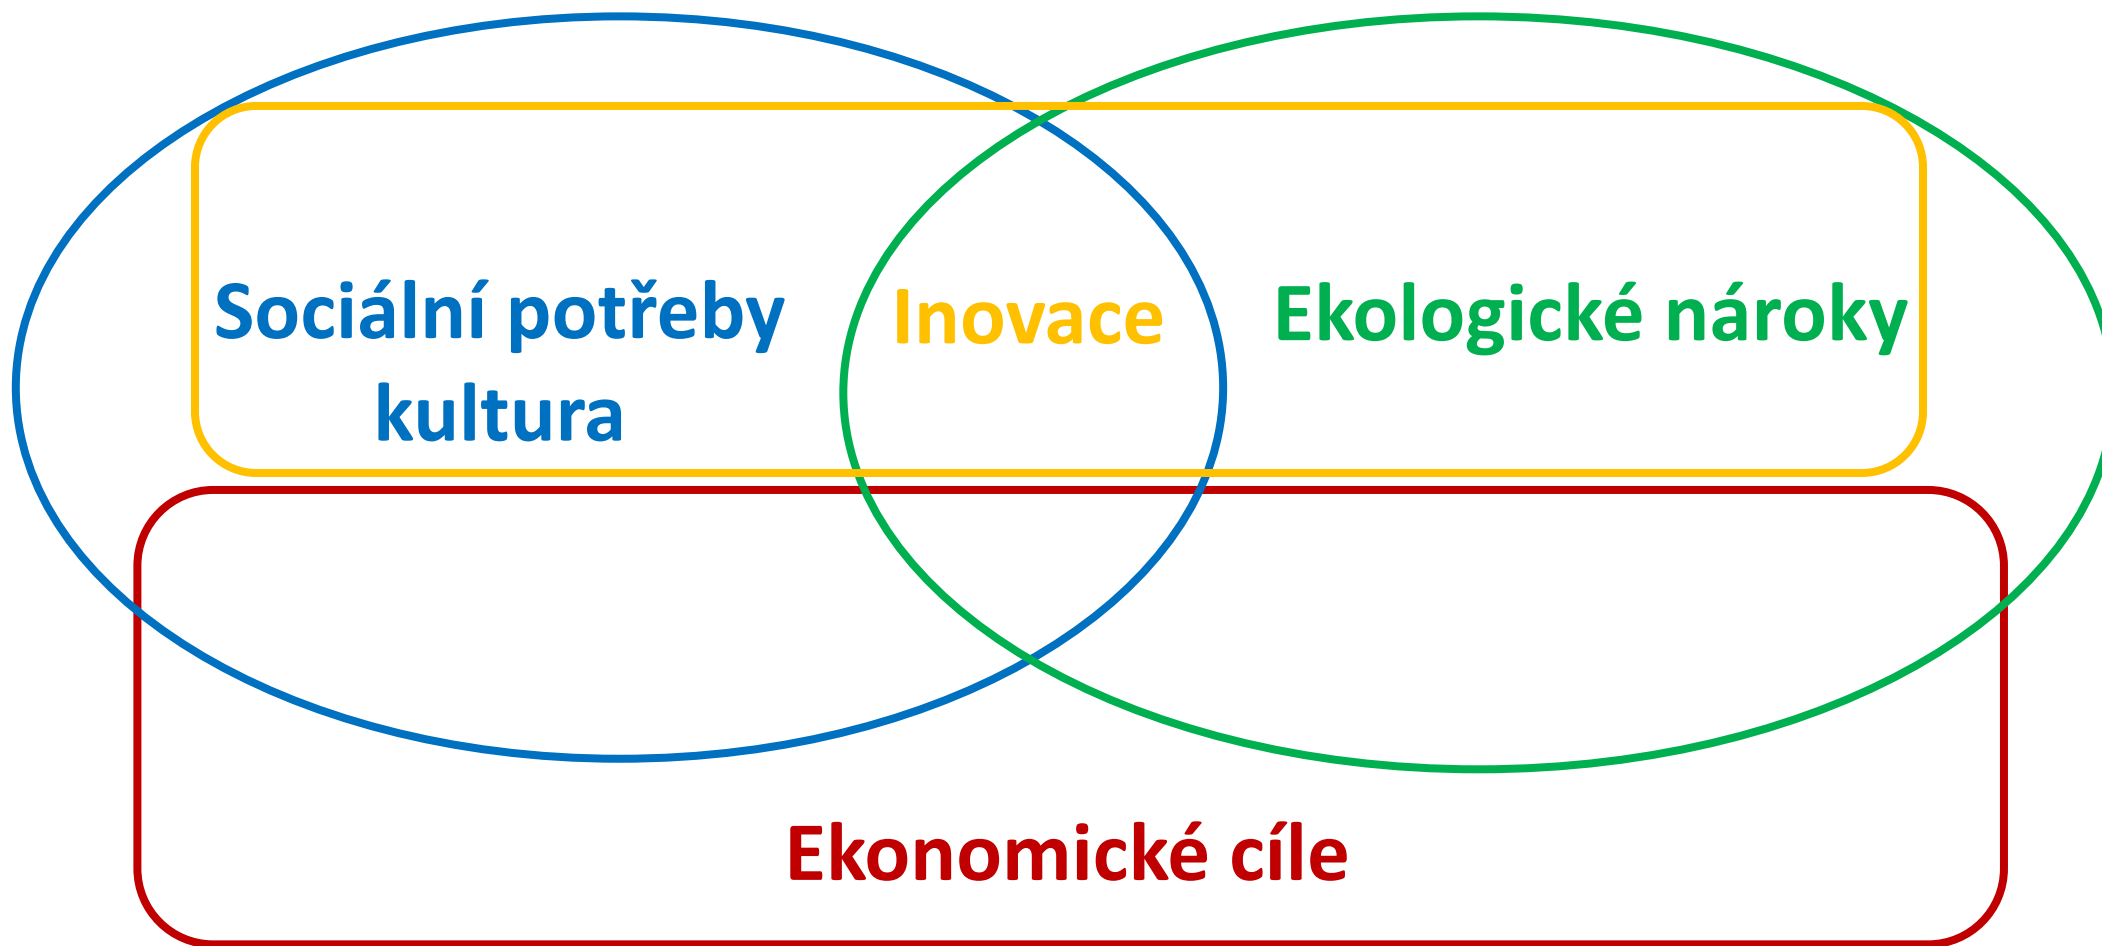 Sociální potřeby
kultura
Inovace
Ekologické nároky
Ekonomické cíle